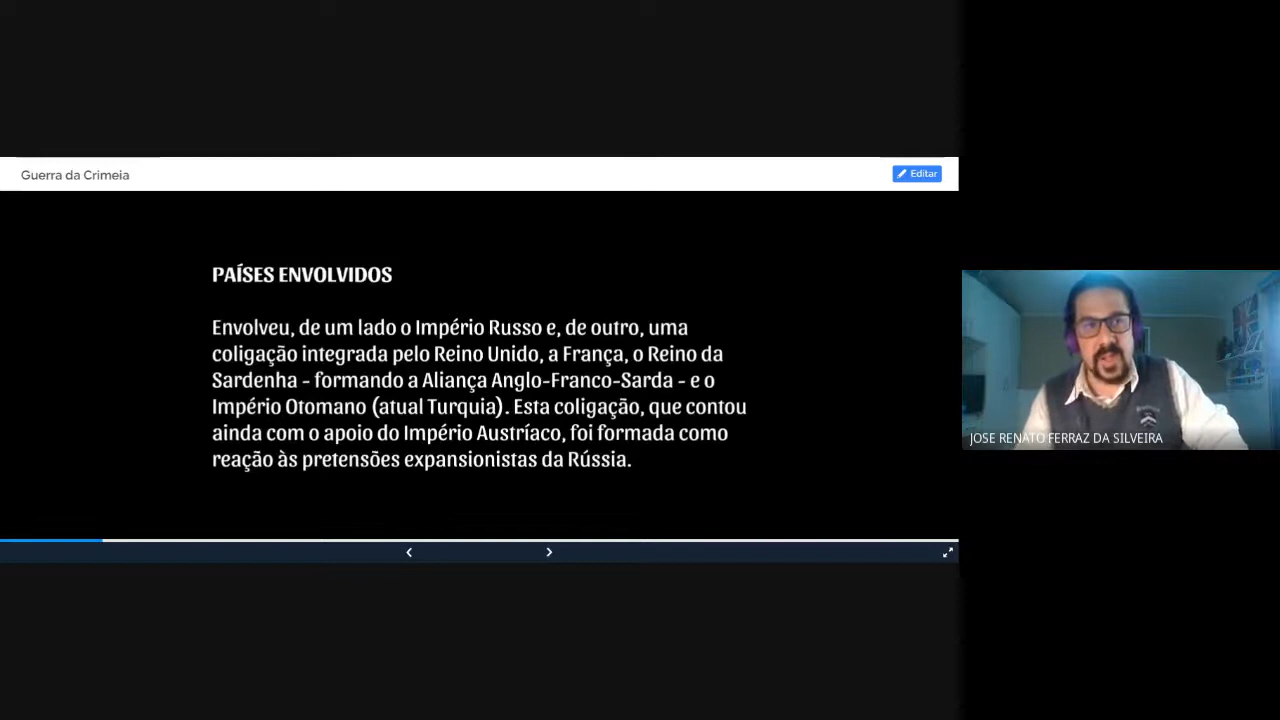 Guerra da Crimeia
Editar
PAÍSES ENVOLVIDOS
Envolveu, de um lado o Império Russo e, de outro, uma
coligação integrada pelo Reino Unido, a França, o Reino da
Sardenha - formando a Aliança Anglo-Franco-Sarda - e o
Império Otomano (atual Turquia). Esta coligação, que contou
ainda com o apoio do Império Austríaco, foi formada como
reação às pretensões expansionistas da Rússia.
JOSE RENATO FERRAZ DA SILVEIRA